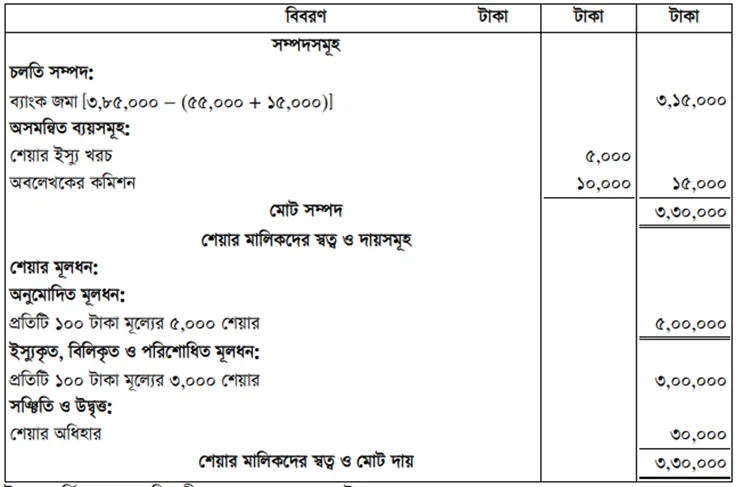 বিবরণ টাকা টাকা টাকা
সম্পদসমূহ
চলতি সম্পদ:
ব্যাংক জমা [৩,৮৫,০০০ – (৫৫,০০০ + ১৫,০০০)] ৩,১৫,০০০
অসমন্বিত ব্যয়সমূহ:
শেয়ার ইস্যু খরচ ৫,০০০
অবলেখকের কমিশন ১০,০০০ ১৫,০০০
মোট সম্পদ ৩,৩০,০০০
শেয়ার মালিকদের স্বত্ব ও দায়সমূহ
শেয়ার মূলধন:
অনুমোদিত মূলধন:
প্রতিটি ১০০ টাকা মূল্যের ৫,০০০ শেয়ার ৫,০০,০০০
ইস্যুকৃত, বিলিকৃত ও পরিশোধিত মূলধন:
প্রতিটি ১০০ টাকা মূল্যের ৩,০০০ শেয়ার ৩,০০,০০০
সঞ্চিতি ও উদ্বৃত্ত:
শেয়ার অধিহার ৩০,০০০
শেয়ার মালিকদের স্বত্ব ও মোট দায় ৩,৩০,০০০